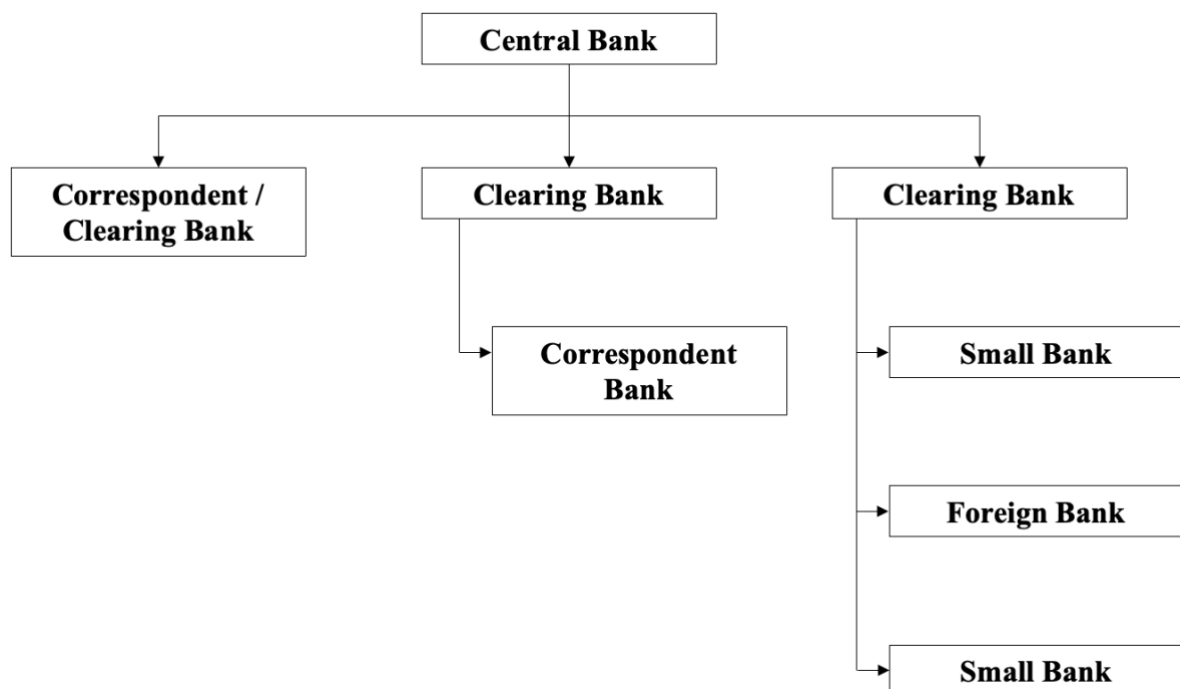 Central Bank
Correspondent /
Clearing Bank
Clearing Bank
Clearing Bank
Correspondent
Bank
Small Bank
Foreign Bank
Small Bank